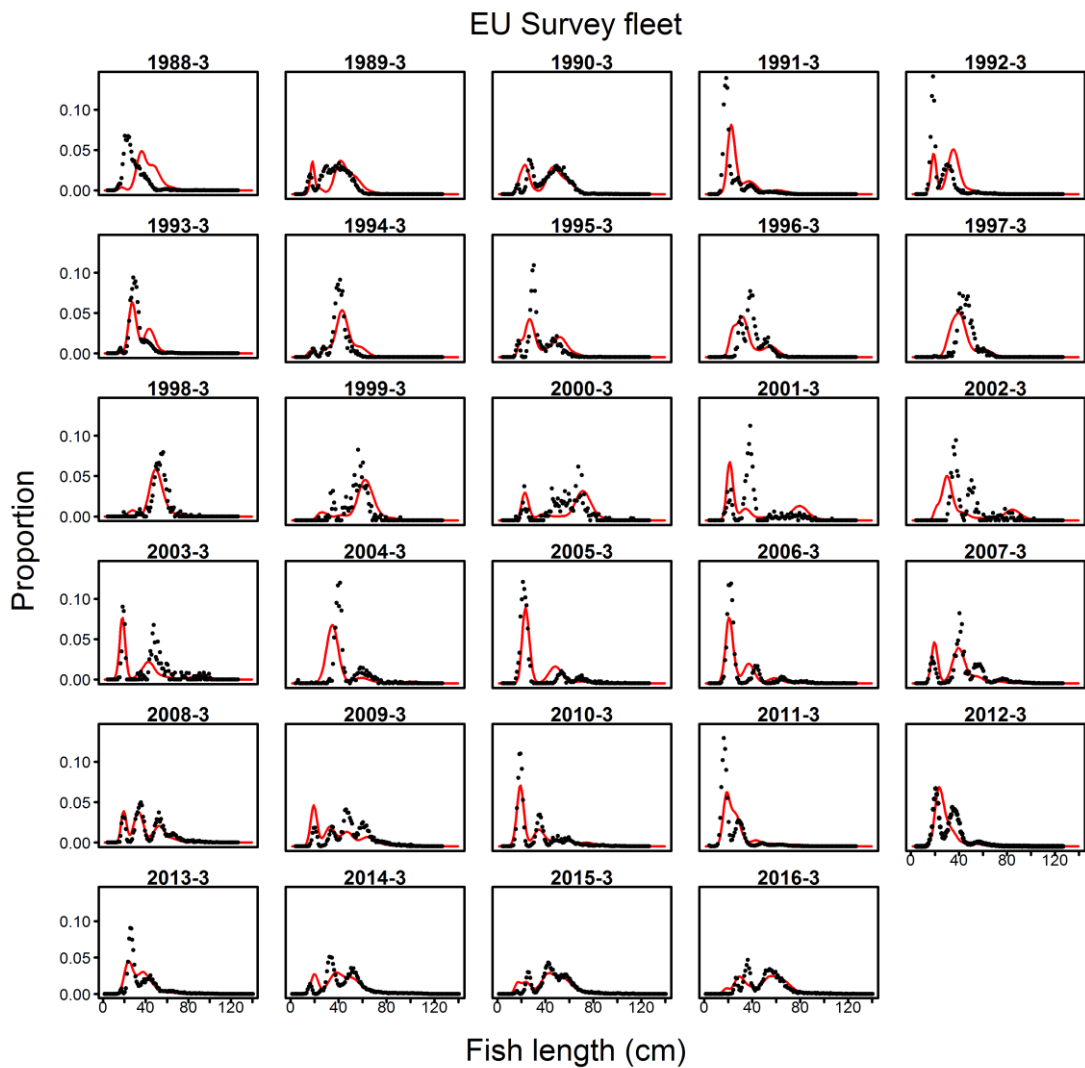 EU Survey fleet
1988-3 1989-3 1990-3 1991-3 1992-3
0.10
0.05
0.00
1993-3 1994-3 1995-3 1996-3 1997-3
0.10
0.05
0.00
1998-3 1999-3 2000-3 2001-3 2002-3
0.10
0.05
0.00
Proportion
2003-3 2004-3 2005-3 2006-3 2007-3
0.10
0.05
0.00
2008-3 2009-3 2010-3 2011-3 2012-3
0.10
0.05
0.00
0 40 80 120
2013-3 2014-3 2015-3 2016-3
0.10
0.05
0.00
0 40 80 120 0 40 80 120 0 40 80 120 0 40 80 120
Fish length (cm)